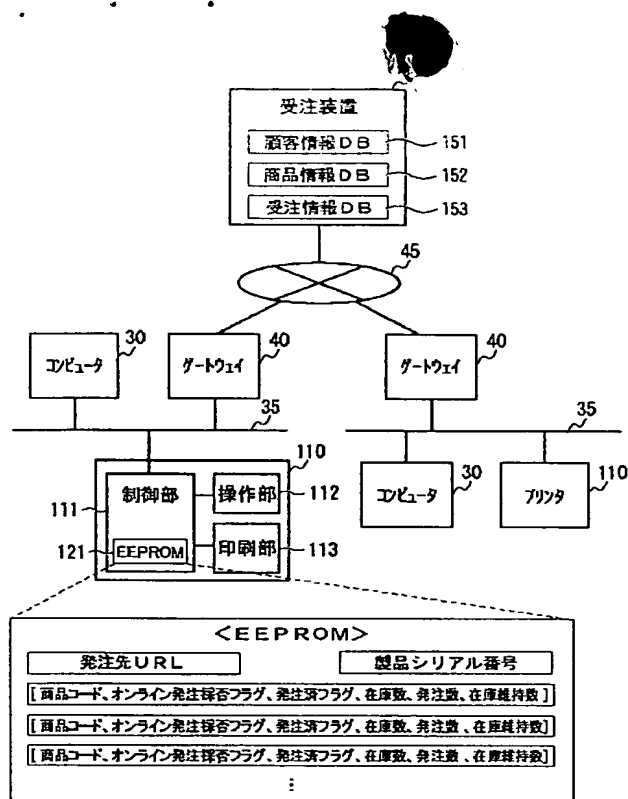 受注装置
顧客情報DB 151
商品情報DB 152
受注情報DB 153
45
コンピュータ 30
ゲートウェイ 40
ゲートウェイ 40
35
35
110
制御部 操作部 112
111
121 EEPROM 印刷部 113
コンピュータ 30
プリンタ 110
<EEPROM>
発注先URL 製品シリアル番号
[商品コード、オンライン発注採否フラグ、発注済フラグ、在庫数、発注数、在庫維持数]
[商品コード、オンライン発注採否フラグ、発注済フラグ、在庫数、発注数、在庫維持数]
[商品コード、オンライン発注採否フラグ、発注済フラグ、在庫数、発注数、在庫維持数]
⋮